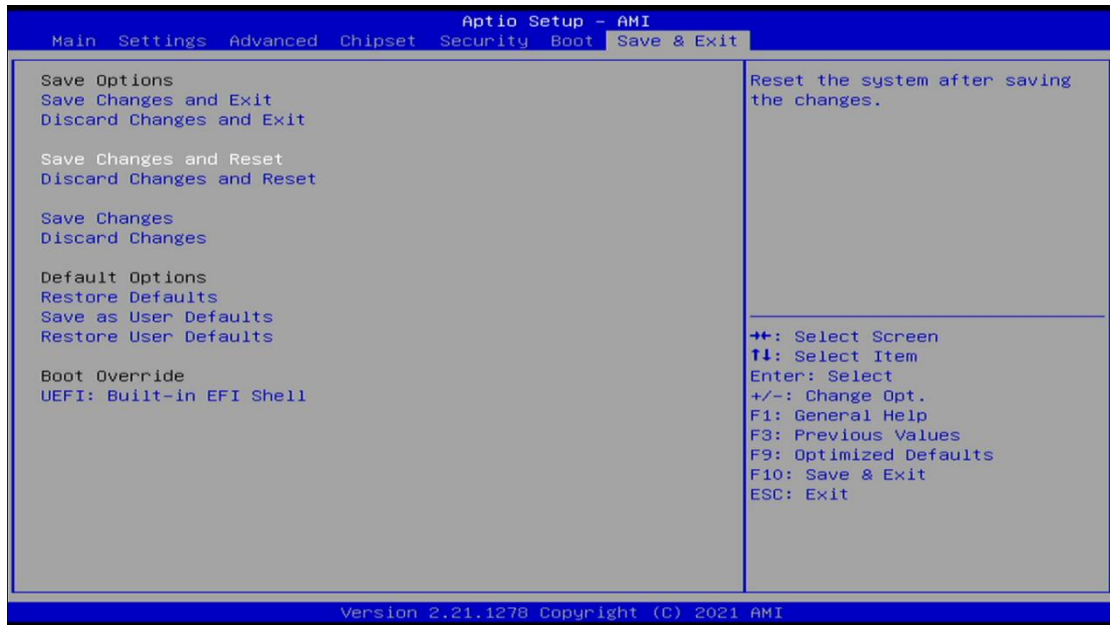 Aptio Setup – AMI
Main Settings Advanced Chipset Security Boot Save & Exit
Save Options
Save Changes and Exit
Discard Changes and Exit
Save Changes and Reset
Discard Changes and Reset
Save Changes
Discard Changes
Default Options
Restore Defaults
Save as User Defaults
Restore User Defaults
Boot Override
UEFI: Built-in EFI Shell
Reset the system after saving
the changes.
→←: Select Screen
↑↓: Select Item
Enter: Select
+/-: Change Opt.
F1: General Help
F3: Previous Values
F9: Optimized Defaults
F10: Save & Exit
ESC: Exit
Version 2.21.1278 Copyright (C) 2021 AMI